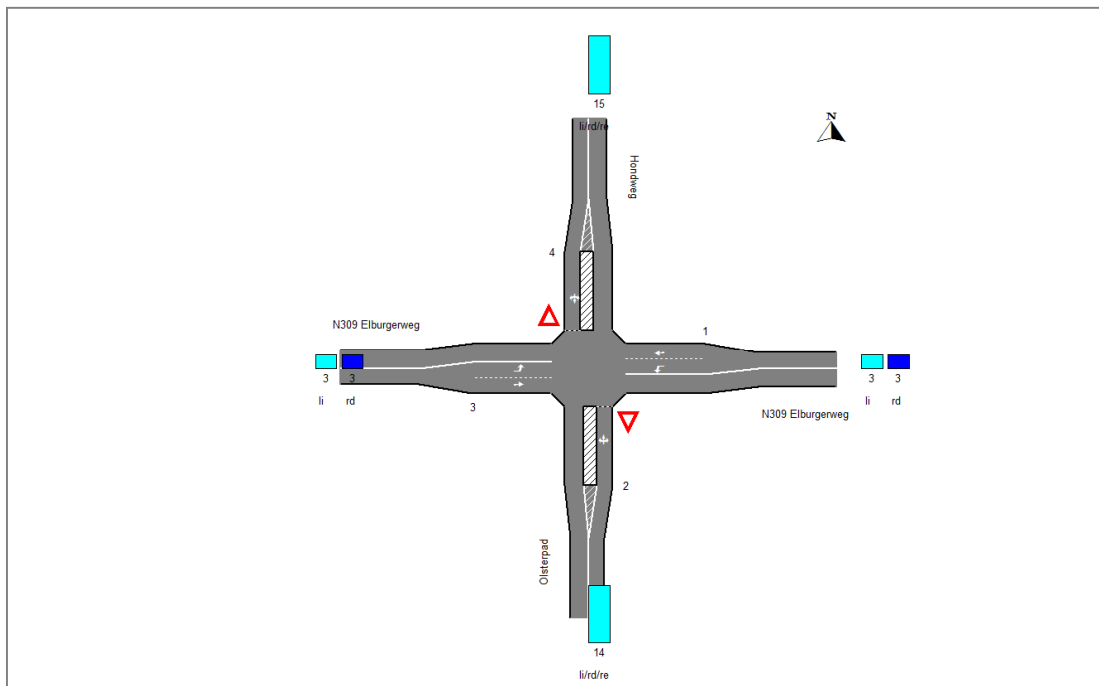 15
li/rd/re
N
Hondweg
4
N309 Elburgerweg
1
3
3
li
rd
3
3
li
rd
3
N309 Elburgerweg
2
Olsterpad
14
li/rd/re